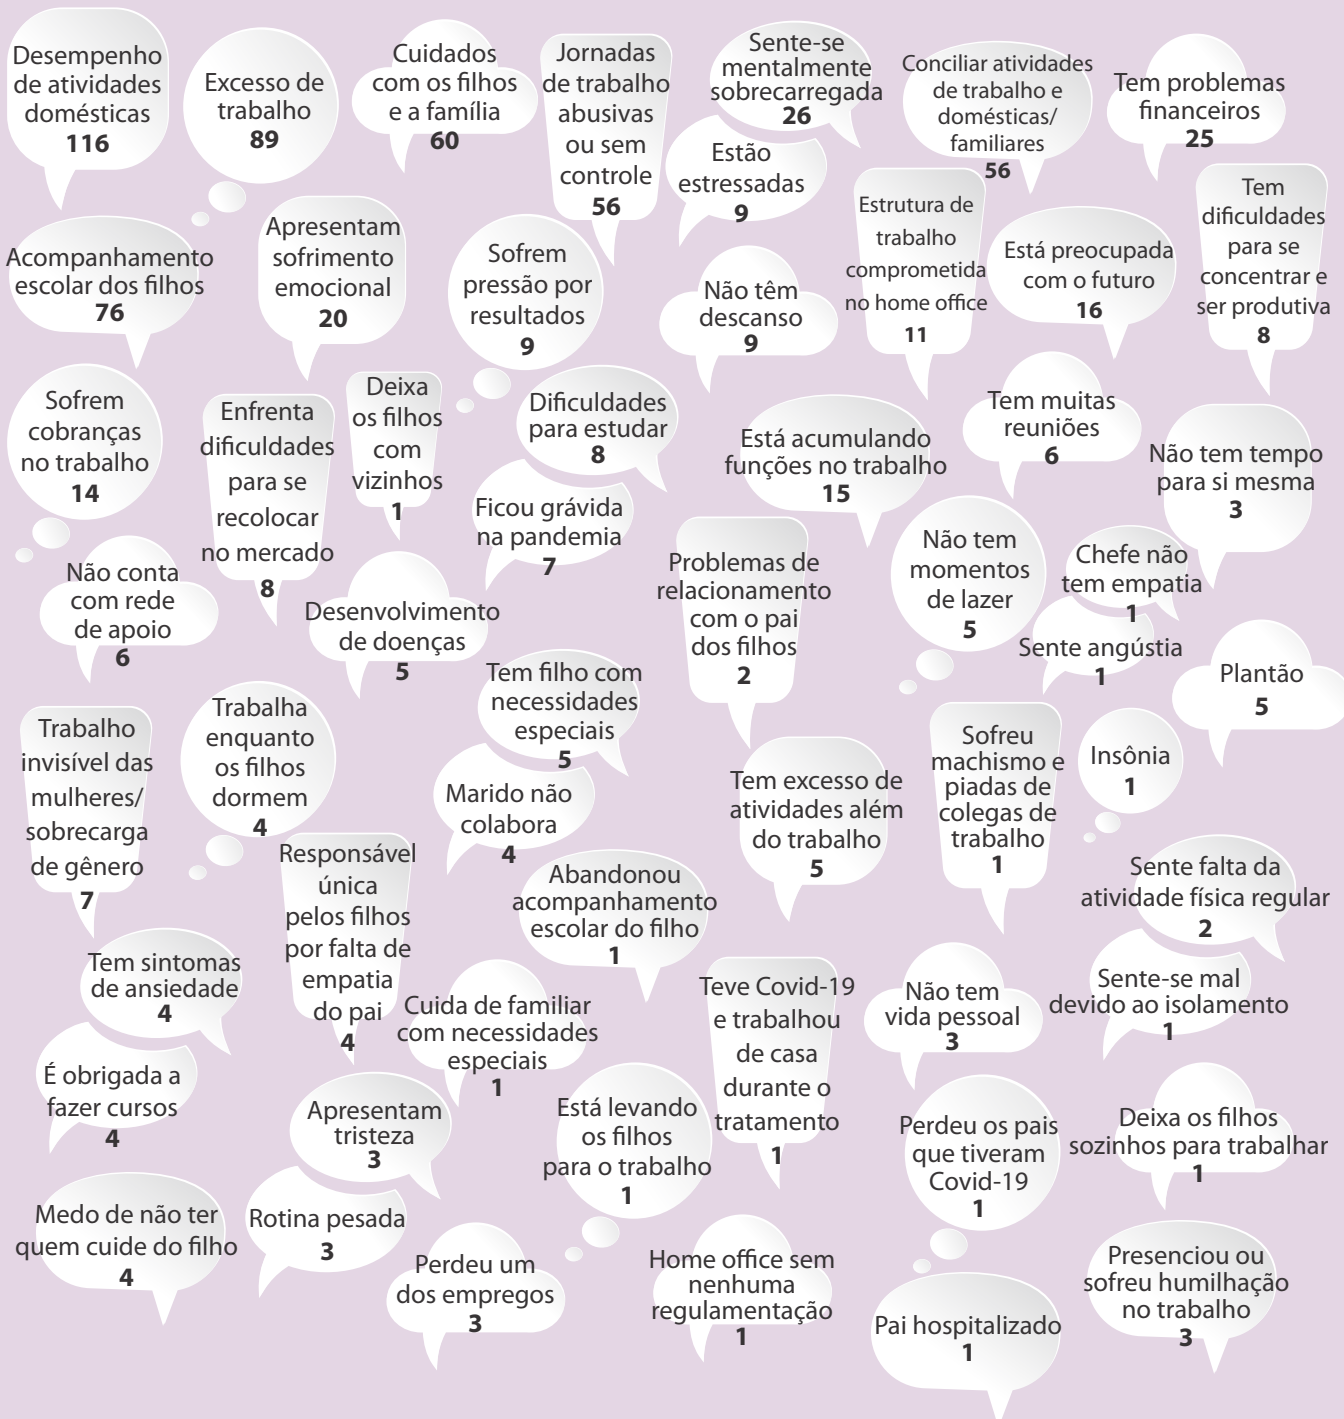 Desempenho
de atividades
domésticas
116
Excesso de
trabalho
89
Cuidados
com os filhos
e a família
60
Jornadas
de trabalho
abusivas
ou sem
controle
56
Sente-se
mentalmente
sobrecarregada
26
Conciliar atividades
de trabalho e
domésticas/
familiares
56
Tem problemas
financeiros
25
Estão
estressadas
9
Acompanhamento
escolar dos filhos
76
Apresentam
sofrimento
emocional
20
Sofrem
pressão por
resultados
9
Não têm
descanso
9
Estrutura de
trabalho
comprometida
no home office
11
Está preocupada
com o futuro
16
Tem
dificuldades
para se
concentrar e
ser produtiva
8
Sofrem
cobranças
no trabalho
14
Enfrenta
dificuldades
para se
recolocar
no mercado
8
Deixa
os filhos
com
vizinhos
1
Dificuldades
para estudar
8
Está acumulando
funções no trabalho
15
Tem muitas
reuniões
6
Não tem tempo
para si mesma
3
Ficou grávida
na pandemia
7
Não conta
com rede
de apoio
6
Desenvolvimento
de doenças
5
Problemas de
relacionamento
com o pai
dos filhos
2
Não tem
momentos
de lazer
5
Chefe não
tem empatia
1
Sente angústia
1
Plantão
5
Tem filho com
necessidades
especiais
5
Trabalho
invisível das
mulheres/
sobrecarga
de gênero
7
Trabalha
enquanto
os filhos
dormem
4
Marido não
colabora
4
Tem excesso de
atividades além
do trabalho
5
Sofreu
machismo e
piadas de
colegas de
trabalho
1
Insônia
1
Responsável
única
pelos filhos
por falta de
empatia
do pai
4
Abandonou
acompanhamento
escolar do filho
1
Sente falta da
atividade física regular
2
Tem sintomas
de ansiedade
4
Cuida de familiar
com necessidades
especiais
1
Teve Covid-19
e trabalhou
de casa
durante o
tratamento
1
Não tem
vida pessoal
3
Sente-se mal
devido ao isolamento
1
É obrigada a
fazer cursos
4
Apresentam
tristeza
3
Está levando
os filhos
para o trabalho
1
Perdeu os pais
que tiveram
Covid-19
1
Deixa os filhos
sozinhos para trabalhar
1
Medo de não ter
quem cuide do filho
4
Rotina pesada
3
Perdeu um
dos empregos
3
Home office sem
nenhuma
regulamentação
1
Pai hospitalizado
1
Presenciou ou
sofreu humilhação
no trabalho
3